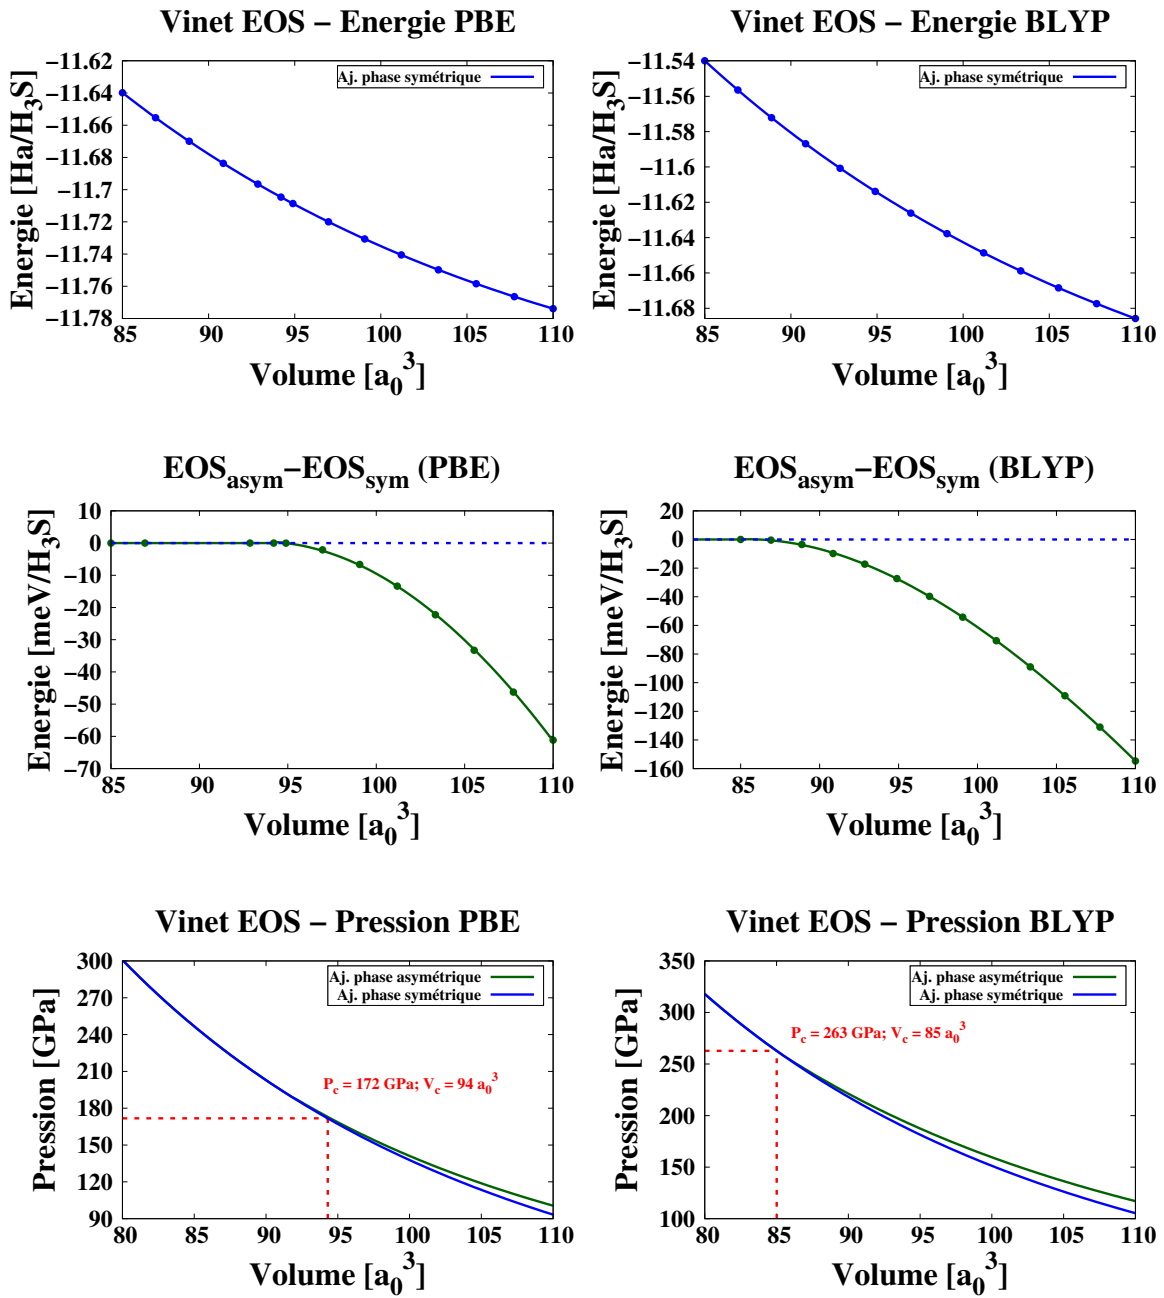 Vinet EOS – Energie PBE
Energie [Ha/H3S]
−11.62
−11.64
−11.66
−11.68
−11.7
−11.72
−11.74
−11.76
−11.78
Aj. phase symétrique
85 90 95 100 105 110
Volume [a0^3]
Vinet EOS – Energie BLYP
Energie [Ha/H3S]
−11.54
−11.56
−11.58
−11.6
−11.62
−11.64
−11.66
−11.68
Aj. phase symétrique
85 90 95 100 105 110
Volume [a0^3]
EOSasym−EOSsym (PBE)
Energie [meV/H3S]
10
0
−10
−20
−30
−40
−50
−60
−70
85 90 95 100 105 110
Volume [a0^3]
EOSasym−EOSsym (BLYP)
Energie [meV/H3S]
20
0
−20
−40
−60
−80
−100
−120
−140
−160
85 90 95 100 105 110
Volume [a0^3]
Vinet EOS – Pression PBE
Pression [GPa]
300
270
240
210
180
150
120
90
Aj. phase asymétrique
Aj. phase symétrique
Pc = 172 GPa; Vc = 94 a0^3
80 85 90 95 100 105 110
Volume [a0^3]
Vinet EOS – Pression BLYP
Pression [GPa]
350
300
250
200
150
100
Aj. phase asymétrique
Aj. phase symétrique
Pc = 263 GPa; Vc = 85 a0^3
80 85 90 95 100 105 110
Volume [a0^3]